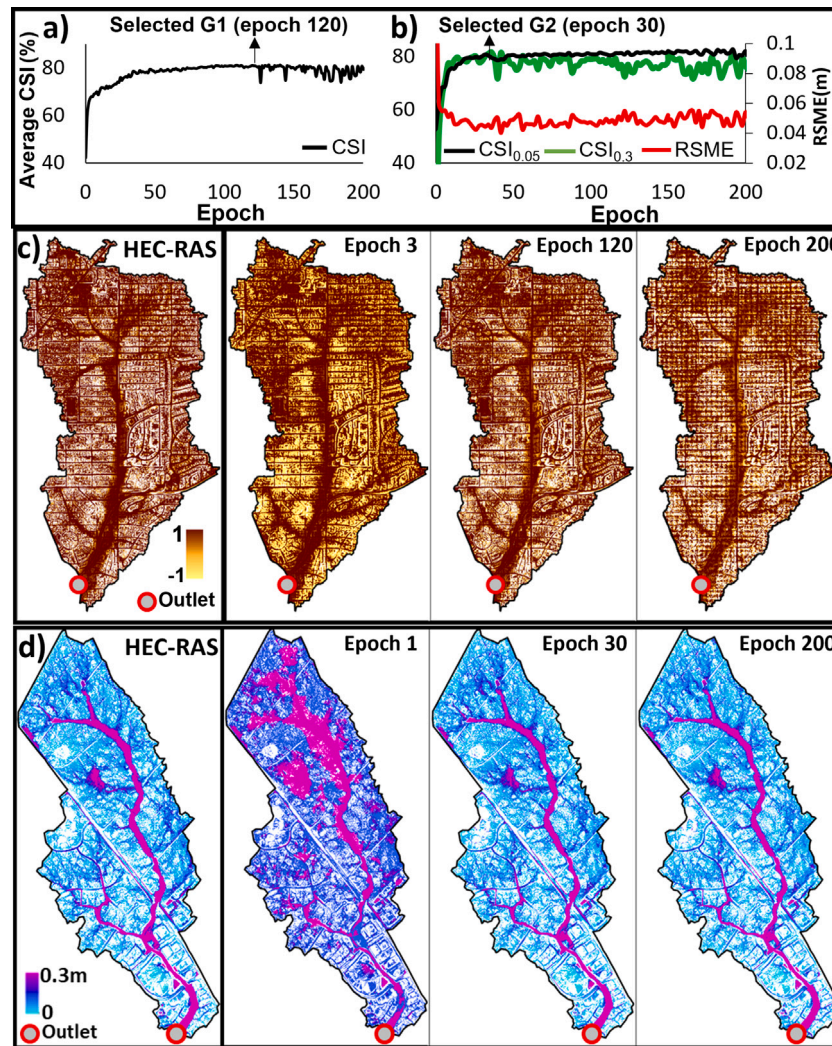 a) Selected G1 (epoch 120)
Average CSI (%)
80
60
40
CSI
0 50 100 150 200
Epoch
b) Selected G2 (epoch 30)
80
60
40
0.1
0.08
0.06
0.04
0.02
RSME(m)
CSI0.05 CSI0.3 RSME
0 50 100 150 200
Epoch
c) HEC-RAS Epoch 3 Epoch 120 Epoch 200
1
-1
Outlet
d) HEC-RAS Epoch 1 Epoch 30 Epoch 200
0.3m
0
Outlet